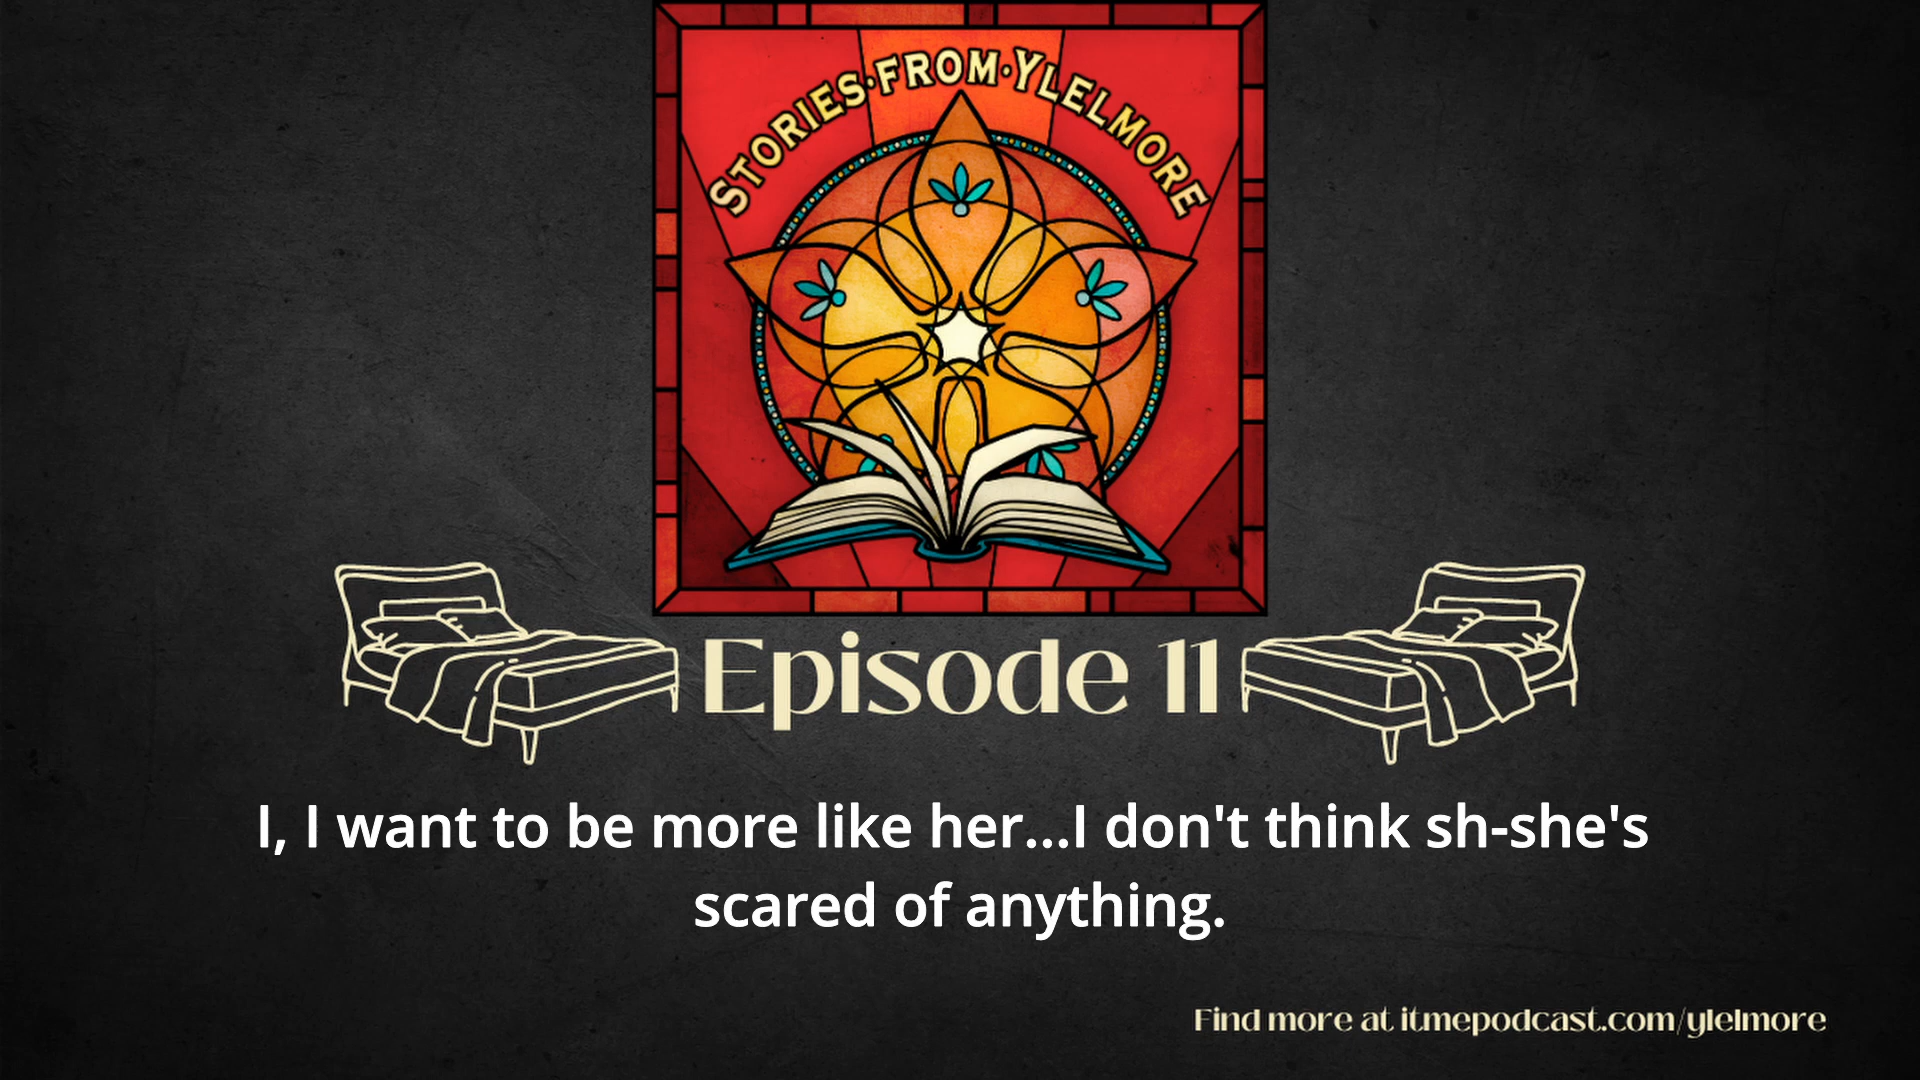 STORIES·FROM·YLELMORE
Episode 11
I, I want to be more like her...I don't think sh-she's
scared of anything.
Find more at itmepodcast.com/ylelmore